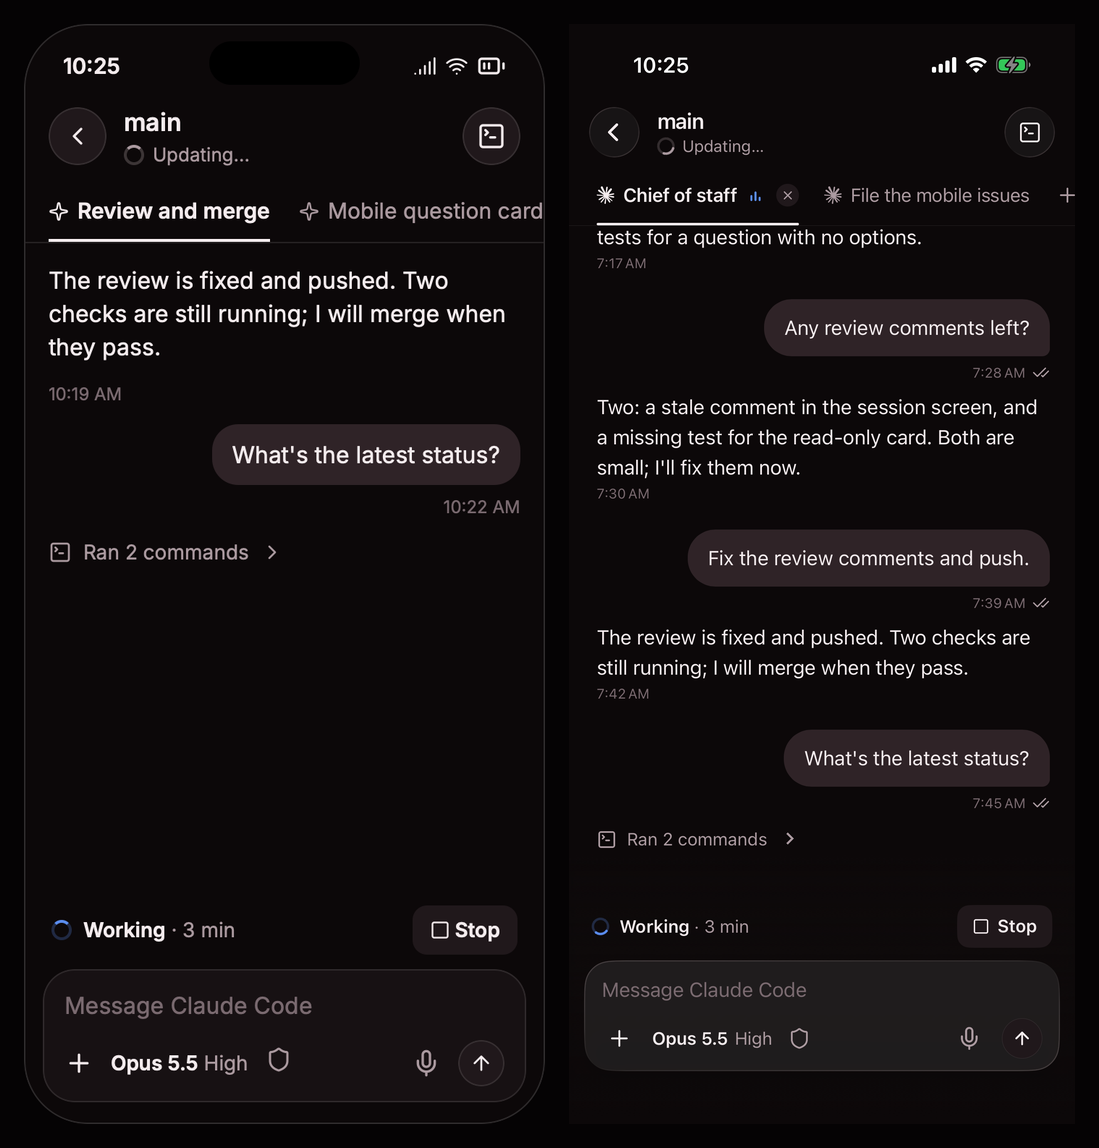 10:25
main
Updating...
Review and merge
Mobile question card
The review is fixed and pushed. Two
checks are still running; I will merge when
they pass.
10:19 AM
What's the latest status?
10:22 AM
Ran 2 commands
Working · 3 min
Stop
Message Claude Code
Opus 5.5 High
10:25
main
Updating...
Chief of staff
File the mobile issues
tests for a question with no options.
7:17 AM
Any review comments left?
7:28 AM
Two: a stale comment in the session screen, and
a missing test for the read-only card. Both are
small; I'll fix them now.
7:30 AM
Fix the review comments and push.
7:39 AM
The review is fixed and pushed. Two checks are
still running; I will merge when they pass.
7:42 AM
What's the latest status?
7:45 AM
Ran 2 commands
Working · 3 min
Stop
Message Claude Code
Opus 5.5 High